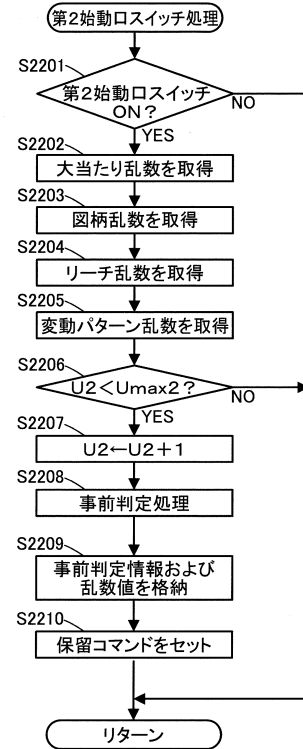 第2始動口スイッチ処理
S2201
第2始動口スイッチ
ON?
NO
YES
S2202
大当たり乱数を取得
S2203
図柄乱数を取得
S2204
リーチ乱数を取得
S2205
変動パターン乱数を取得
S2206
U2<Umax2?
NO
YES
S2207
U2←U2+1
S2208
事前判定処理
S2209
事前判定情報および
乱数値を格納
S2210
保留コマンドをセット
リターン